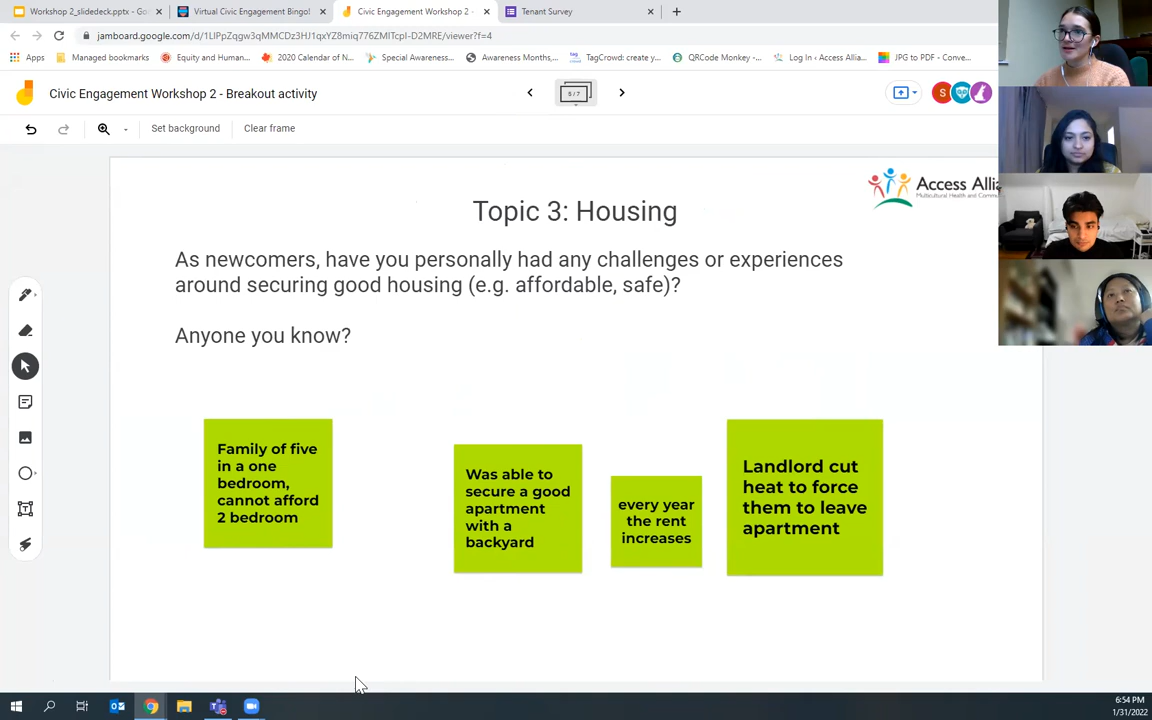 Workshop 2_slidedeck.pptx - Go
Virtual Civic Engagement Bingo!
Civic Engagement Workshop 2 -
Tenant Survey
jamboard.google.com/d/1LIPpZqgw3qMMCDz3HJ1qxYZ8miq776ZMITcpI-D2MRE/viewer?f=4
Apps
Managed bookmarks
Equity and Human...
2020 Calendar of N...
Special Awareness...
Awareness Months,...
TagCrowd: create y...
QRCode Monkey -...
Log In ‹ Access Allia...
JPG to PDF - Conve...
Civic Engagement Workshop 2 - Breakout activity
5 / 7
S
Set background
Clear frame
Access Allia
Topic 3: Housing
As newcomers, have you personally had any challenges or experiences
around securing good housing (e.g. affordable, safe)?
Anyone you know?
Family of five
in a one
bedroom,
cannot afford
2 bedroom
Was able to
secure a good
apartment
with a
backyard
every year
the rent
increases
Landlord cut
heat to force
them to leave
apartment
6:54 PM
1/31/2022